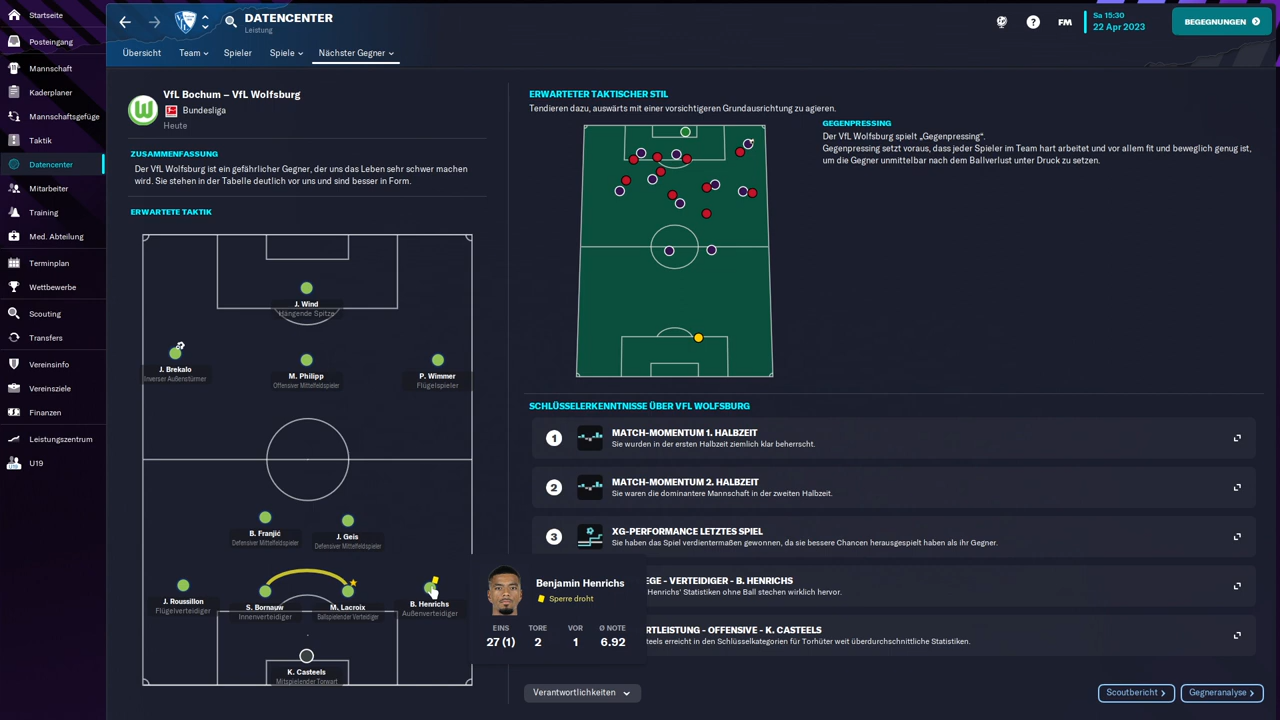 Startseite
Posteingang
Mannschaft
Kaderplaner
Mannschaftsgefüge
Taktik
Datencenter
Mitarbeiter
Training
Med. Abteilung
Terminplan
Wettbewerbe
Scouting
Transfers
Vereinsinfo
Vereinsziele
Finanzen
Leistungszentrum
U19
DATENCENTER
Leistung
FM
Sa 15:30
22 Apr 2023
BEGEGNUNGEN
Übersicht
Team
Spieler
Spiele
Nächster Gegner
VfL Bochum – VfL Wolfsburg
Bundesliga
Heute
ZUSAMMENFASSUNG
Der VfL Wolfsburg ist ein gefährlicher Gegner, der uns das Leben sehr schwer machen
wird. Sie stehen in der Tabelle deutlich vor uns und sind besser in Form.
ERWARTETE TAKTIK
J. Wind
Hängende Spitze
J. Brekalo
Inverser Außenstürmer
M. Philipp
Offensiver Mittelfeldspieler
P. Wimmer
Flügelspieler
B. Franjić
Defensiver Mittelfeldspieler
J. Geis
Defensiver Mittelfeldspieler
J. Roussillon
Flügelverteidiger
S. Bornauw
Innenverteidiger
M. Lacroix
Ballspielender Verteidiger
B. Henrichs
Außenverteidiger
K. Casteels
Mitspielender Torwart
ERWARTETER TAKTISCHER STIL
Tendieren dazu, auswärts mit einer vorsichtigeren Grundausrichtung zu agieren.
GEGENPRESSING
Der VfL Wolfsburg spielt „Gegenpressing“.
Gegenpressing setzt voraus, dass jeder Spieler im Team hart arbeitet und vor allem fit und beweglich genug ist,
um die Gegner unmittelbar nach dem Ballverlust unter Druck zu setzen.
SCHLÜSSELERKENNTNISSE ÜBER VFL WOLFSBURG
1
MATCH-MOMENTUM 1. HALBZEIT
Sie wurden in der ersten Halbzeit ziemlich klar beherrscht.
2
MATCH-MOMENTUM 2. HALBZEIT
Sie waren die dominantere Mannschaft in der zweiten Halbzeit.
3
XG-PERFORMANCE LETZTES SPIEL
Sie haben das Spiel verdientermaßen gewonnen, da sie bessere Chancen herausgespielt haben als ihr Gegner.
EGE - VERTEIDIGER - B. HENRICHS
Henrichs' Statistiken ohne Ball stechen wirklich hervor.
RTLEISTUNG - OFFENSIVE - K. CASTEELS
teels erreicht in den Schlüsselkategorien für Torhüter weit überdurchschnittliche Statistiken.
Benjamin Henrichs
Sperre droht
EINS TORE VOR Ø NOTE
27 (1) 2 1 6.92
Verantwortlichkeiten
Scoutbericht
Gegneranalyse